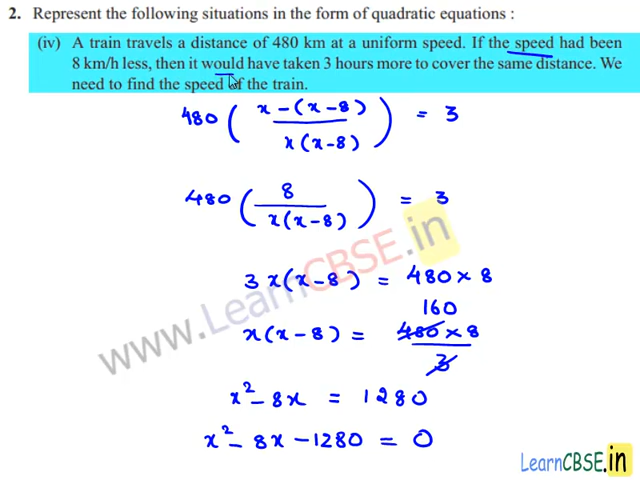 2. Represent the following situations in the form of quadratic equations :
(iv) A train travels a distance of 480 km at a uniform speed. If the speed had been
8 km/h less, then it would have taken 3 hours more to cover the same distance. We
need to find the speed of the train.
480 ( x - (x - 8) / x (x - 8) ) = 3
480 ( 8 / x (x - 8) ) = 3
3 x (x - 8) = 480 × 8
160
x (x - 8) = 480 × 8 / 3
x² - 8x = 1280
x² - 8x - 1280 = 0
www.LearnCBSE.in
LearnCBSE.in